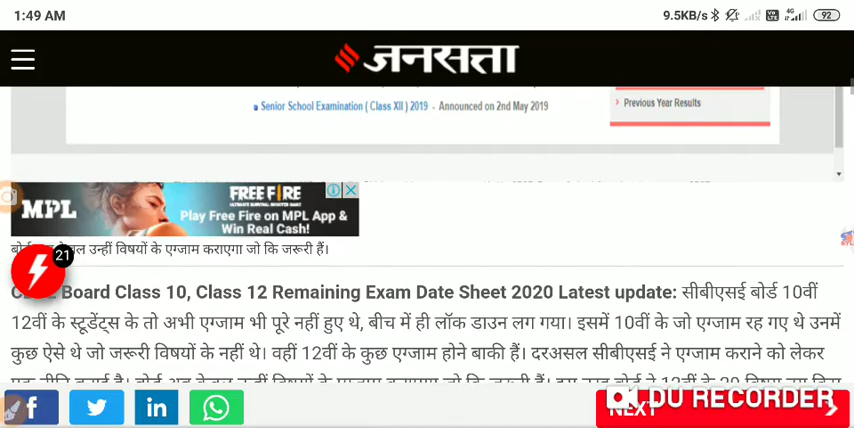 1:49 AM
9.5KB/s 4G 92
जनसत्ता
Senior School Examination ( Class XII ) 2019 - Announced on 2nd May 2019
Previous Year Results
MPL
FREE FIRE
Play Free Fire on MPL App &
Win Real Cash!
उन्हीं विषयों के एग्जाम कराएगा जो कि जरूरी हैं।
21
Board Class 10, Class 12 Remaining Exam Date Sheet 2020 Latest update: सीबीएसई बोर्ड 10वीं
12वीं के स्टूडेंट्स के तो अभी एग्जाम भी पूरे नहीं हुए थे, बीच में ही लॉक डाउन लग गया। इसमें 10वीं के जो एग्जाम रह गए थे उनमें
कुछ ऐसे थे जो जरूरी विषयों के नहीं थे। वहीं 12वीं के कुछ एग्जाम होने बाकी हैं। दरअसल सीबीएसई ने एग्जाम कराने को लेकर
NEXT
DU RECORDER